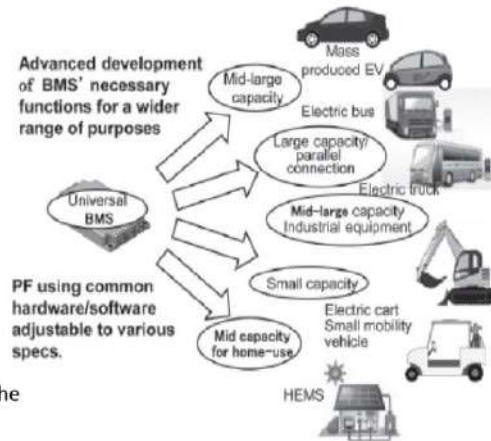 Advanced development
of BMS' necessary
functions for a wider
range of purposes
Mid-large
capacity
Mass
produced EV
Electric bus
Large capacity/
parallel
connection
Electric truck
Universal
BMS
Mid-large capacity
Industrial equipment
Small capacity
PF using common
hardware/software
adjustable to various
specs.
Electric cart
Small mobility
vehicle
Mid capacity
for home-use
HEMS
he